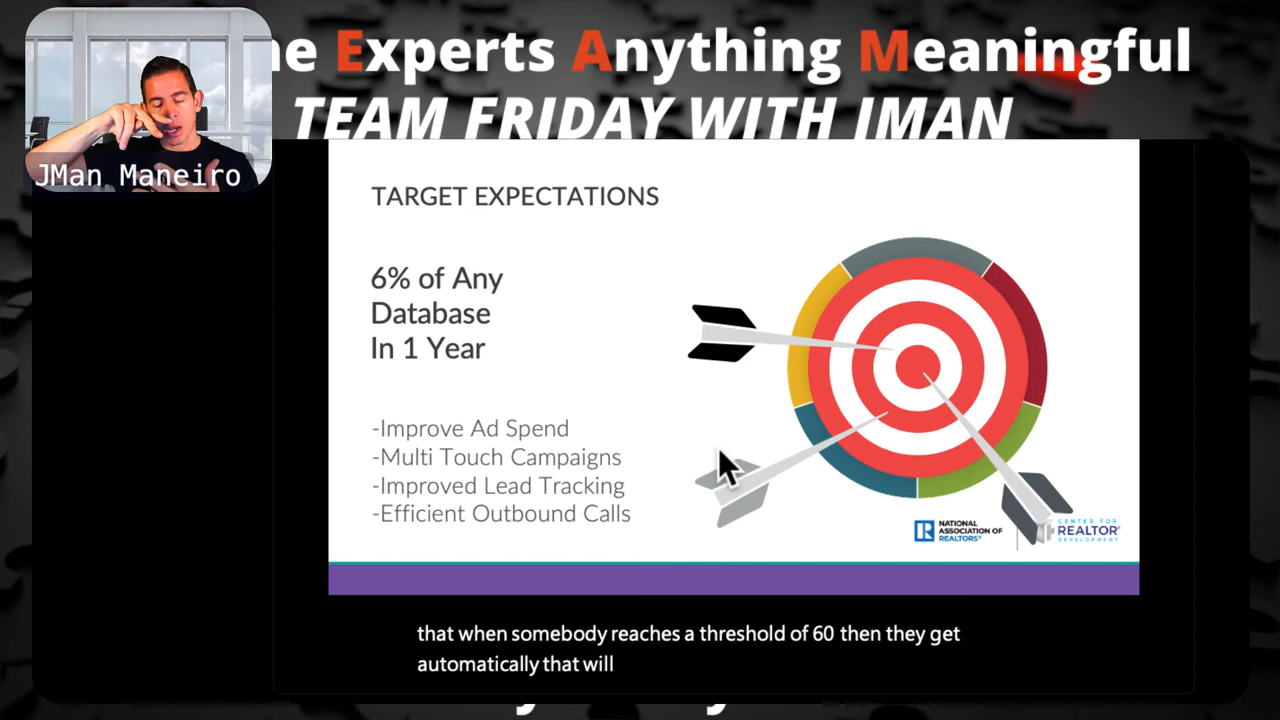 Experts Anything Meaningful
TEAM FRIDAY WITH JMAN
JMan Maneiro
TARGET EXPECTATIONS
6% of Any
Database
In 1 Year
-Improve Ad Spend
-Multi Touch Campaigns
-Improved Lead Tracking
-Efficient Outbound Calls
NATIONAL
ASSOCIATION OF
REALTORS®
CENTER FOR
REALTOR®
DEVELOPMENT
that when somebody reaches a threshold of 60 then they get
automatically that will